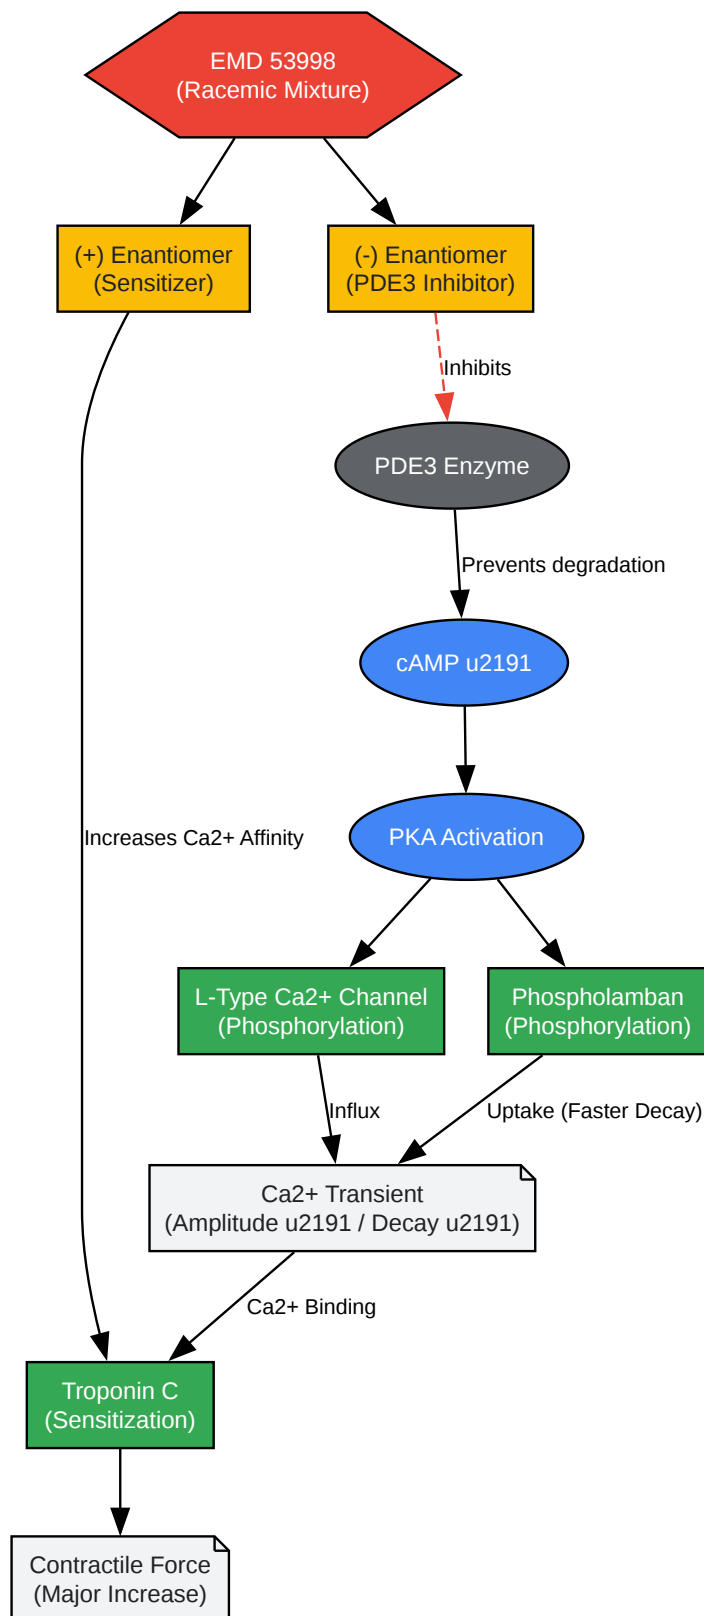 EMD 53998
(Racemic Mixture)
(+) Enantiomer
(Sensitizer)
(-) Enantiomer
(PDE3 Inhibitor)
Inhibits
PDE3 Enzyme
Prevents degradation
cAMP u2191
Increases Ca2+ Affinity
PKA Activation
L-Type Ca2+ Channel
(Phosphorylation)
Phospholamban
(Phosphorylation)
Influx
Uptake (Faster Decay)
Ca2+ Transient
(Amplitude u2191 / Decay u2191)
Ca2+ Binding
Troponin C
(Sensitization)
Contractile Force
(Major Increase)